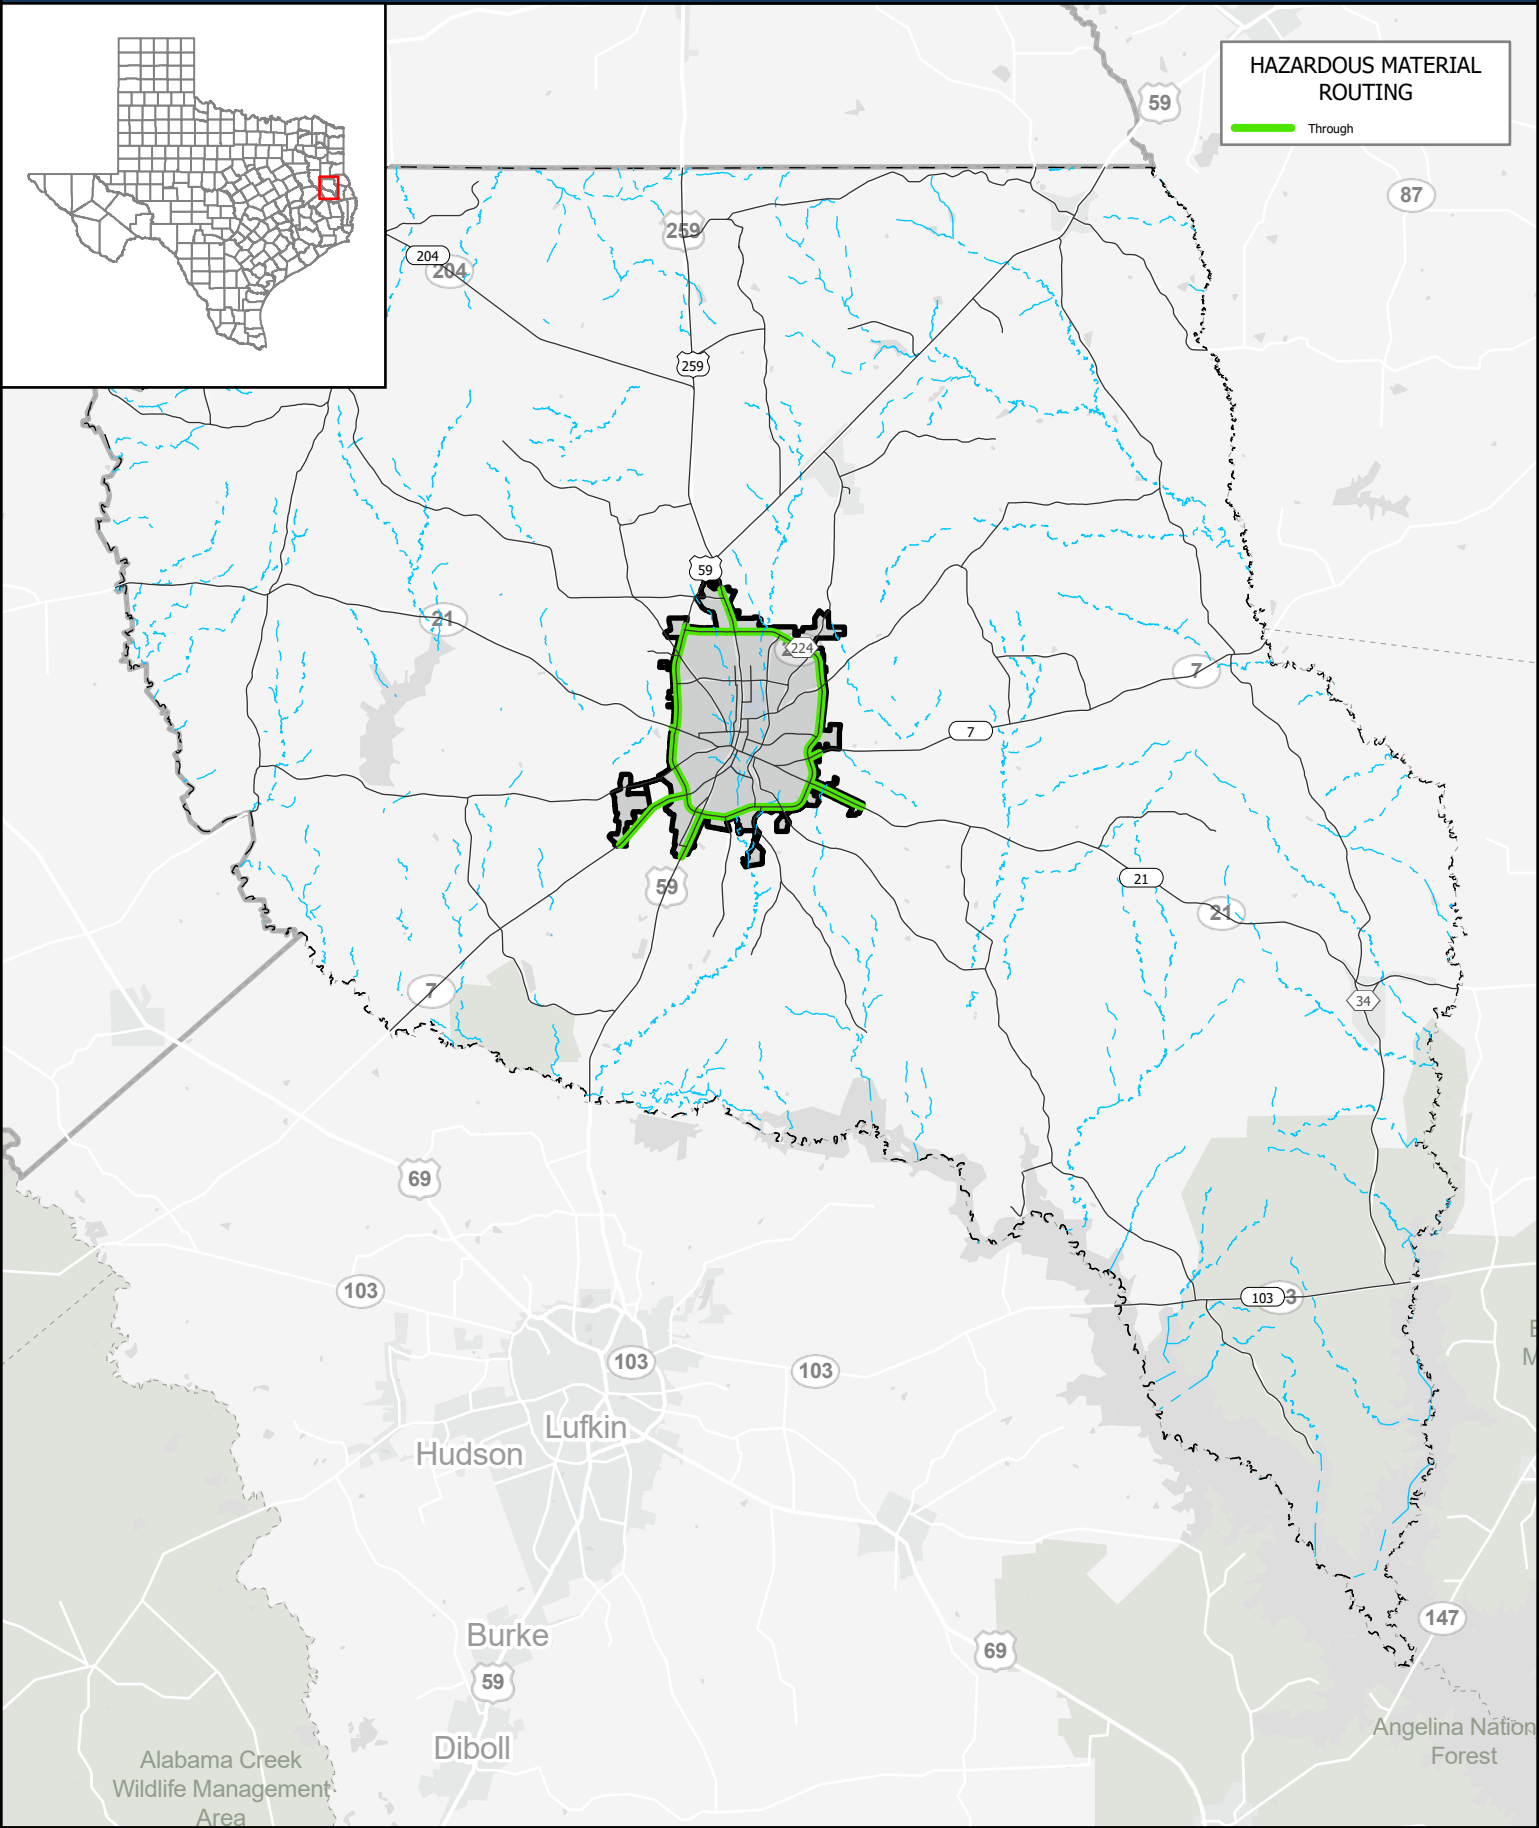 HAZARDOUS MATERIAL
ROUTING
Through
59
87
259
204
204
259
59
21
224
7
7
59
21
21
7
34
69
103
103
103
103
Lufkin
Hudson
Burke
59
Diboll
69
147
Angelina Nation
Forest
Alabama Creek
Wildlife Management
Area